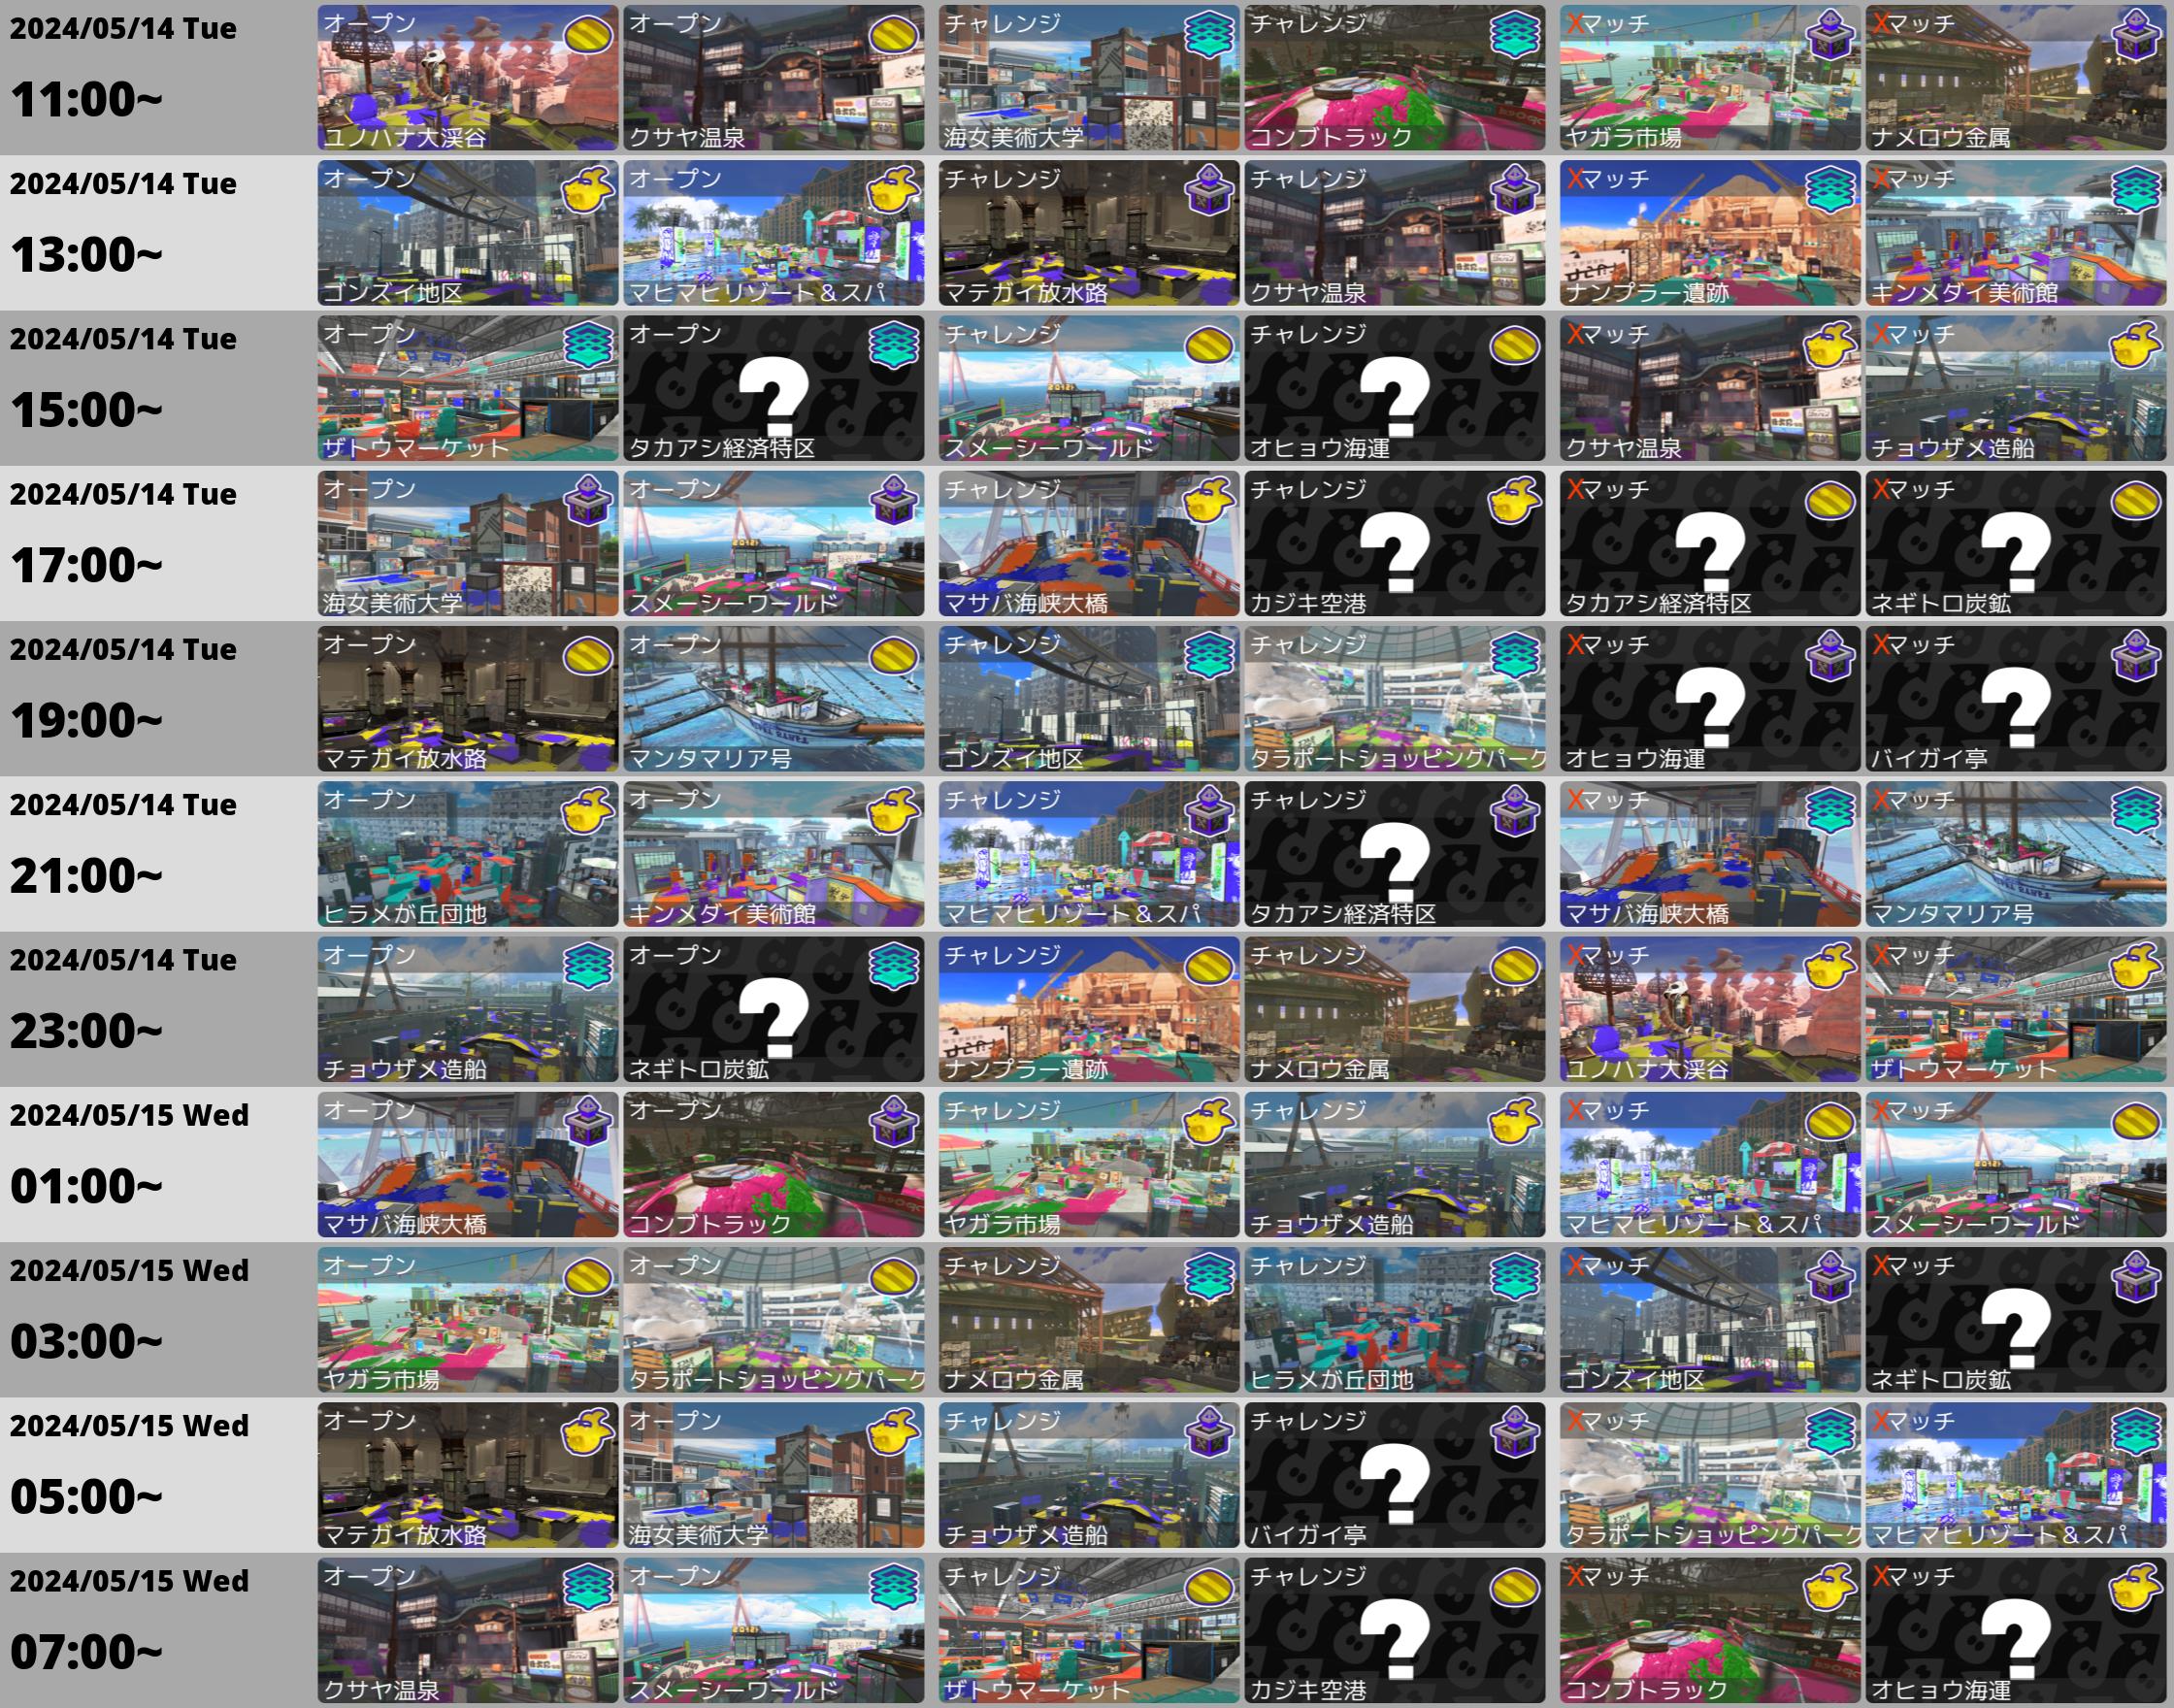 2024/05/14 Tue
11:00~
オープン
ユノハナ大渓谷
オープン
クサヤ温泉
チャレンジ
海女美術大学
チャレンジ
コンブトラック
Xマッチ
ヤガラ市場
Xマッチ
ナメロウ金属
2024/05/14 Tue
13:00~
オープン
ゴンズイ地区
オープン
マヒマヒリゾート&スパ
チャレンジ
マテガイ放水路
チャレンジ
クサヤ温泉
Xマッチ
ナンプラー遺跡
Xマッチ
キンメダイ美術館
2024/05/14 Tue
15:00~
オープン
ザトウマーケット
オープン
?
タカアシ経済特区
チャレンジ
スメーシーワールド
チャレンジ
?
オヒョウ海運
Xマッチ
クサヤ温泉
Xマッチ
チョウザメ造船
2024/05/14 Tue
17:00~
オープン
海女美術大学
オープン
スメーシーワールド
チャレンジ
マサバ海峡大橋
チャレンジ
?
カジキ空港
Xマッチ
?
タカアシ経済特区
Xマッチ
?
ネギトロ炭鉱
2024/05/14 Tue
19:00~
オープン
マテガイ放水路
オープン
マンタマリア号
チャレンジ
ゴンズイ地区
チャレンジ
タラポートショッピングパーク
Xマッチ
?
オヒョウ海運
Xマッチ
?
バイガイ亭
2024/05/14 Tue
21:00~
オープン
ヒラメが丘団地
オープン
キンメダイ美術館
チャレンジ
マヒマヒリゾート&スパ
チャレンジ
?
タカアシ経済特区
Xマッチ
マサバ海峡大橋
Xマッチ
マンタマリア号
2024/05/14 Tue
23:00~
オープン
チョウザメ造船
オープン
?
ネギトロ炭鉱
チャレンジ
ナンプラー遺跡
チャレンジ
ナメロウ金属
Xマッチ
ユノハナ大渓谷
Xマッチ
ザトウマーケット
2024/05/15 Wed
01:00~
オープン
マサバ海峡大橋
オープン
コンブトラック
チャレンジ
ヤガラ市場
チャレンジ
チョウザメ造船
Xマッチ
マヒマヒリゾート&スパ
Xマッチ
スメーシーワールド
2024/05/15 Wed
03:00~
オープン
ヤガラ市場
オープン
タラポートショッピングパーク
チャレンジ
ナメロウ金属
チャレンジ
ヒラメが丘団地
Xマッチ
ゴンズイ地区
Xマッチ
?
ネギトロ炭鉱
2024/05/15 Wed
05:00~
オープン
マテガイ放水路
オープン
海女美術大学
チャレンジ
チョウザメ造船
チャレンジ
?
バイガイ亭
Xマッチ
タラポートショッピングパーク
Xマッチ
マヒマヒリゾート&スパ
2024/05/15 Wed
07:00~
オープン
クサヤ温泉
オープン
スメーシーワールド
チャレンジ
ザトウマーケット
チャレンジ
?
カジキ空港
Xマッチ
コンブトラック
Xマッチ
?
オヒョウ海運